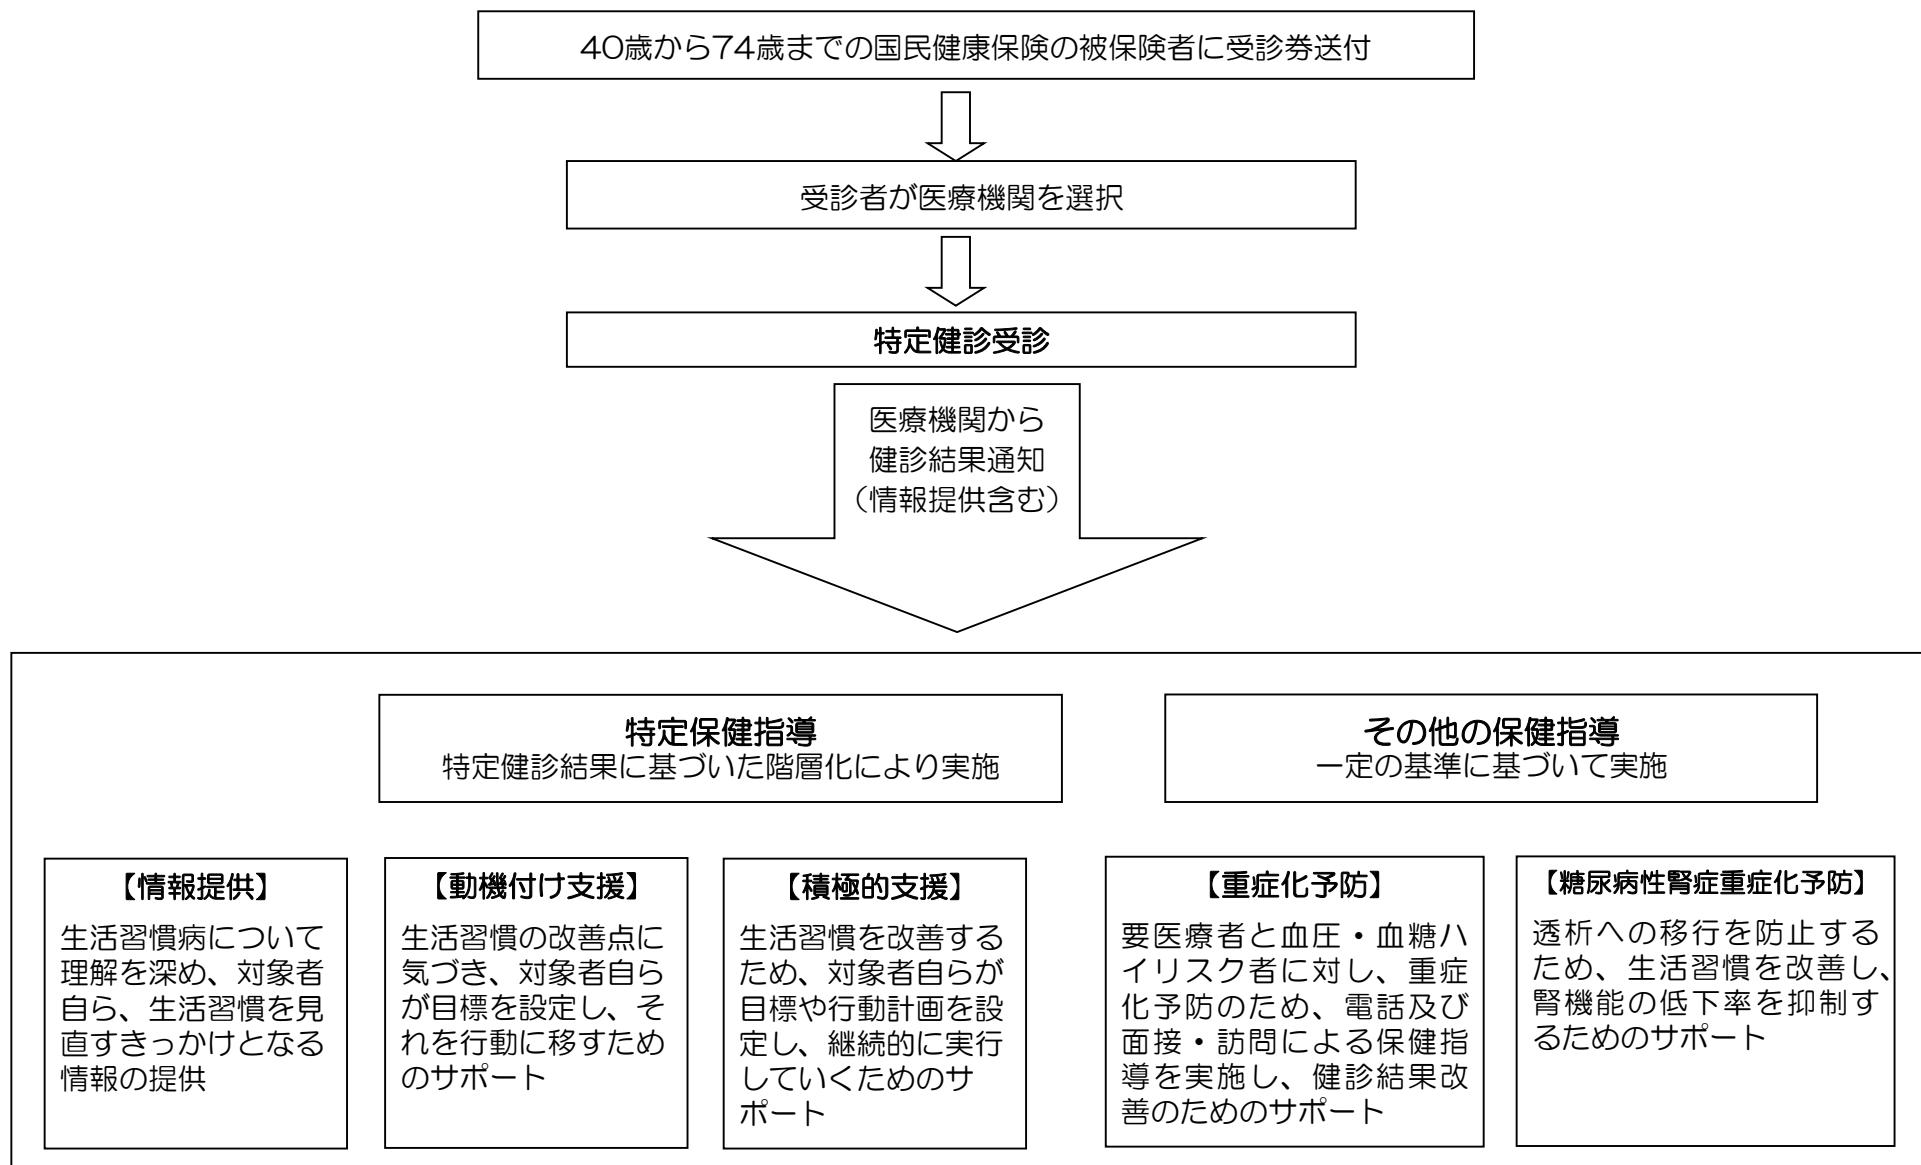 40歳から74歳までの国民健康保険の被保険者に受診券送付
受診者が医療機関を選択
特定健診受診
医療機関から
健診結果通知
（情報提供含む）
特定保健指導
特定健診結果に基づいた階層化により実施
その他の保健指導
一定の基準に基づいて実施
【情報提供】
生活習慣病について
理解を深め、対象者
自ら、生活習慣を見
直すきっかけとなる
情報の提供
【動機付け支援】
生活習慣の改善点に
気づき、対象者自ら
が目標を設定し、そ
れを行動に移すため
のサポート
【積極的支援】
生活習慣を改善する
ため、対象者自らが
目標や行動計画を設
定し、継続的に実行
していくためのサ
ポート
【重症化予防】
要医療者と血圧・血糖ハ
イリスク者に対し、重症
化予防のため、電話及び
面接・訪問による保健指
導を実施し、健診結果改
善のためのサポート
【糖尿病性腎症重症化予防】
透析への移行を防止する
ため、生活習慣を改善し、
腎機能の低下率を抑制す
るためのサポート